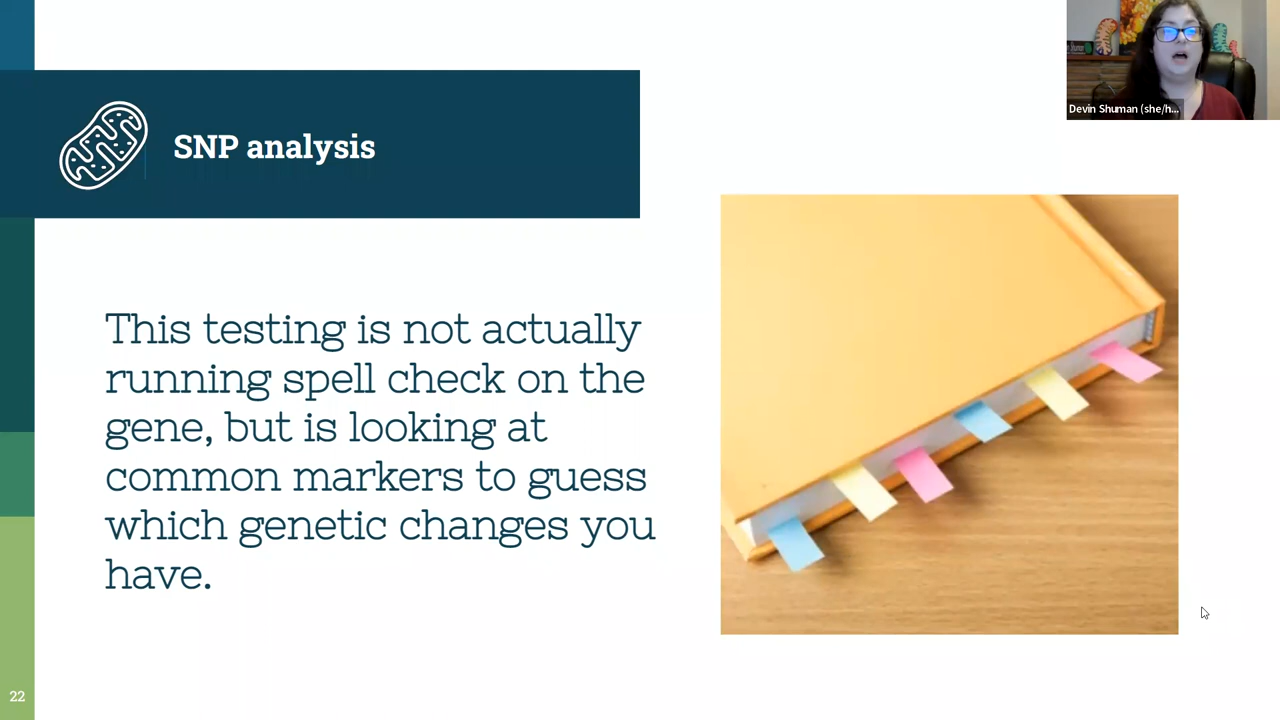 Devin Shuman (she/h...
SNP analysis
This testing is not actually
running spell check on the
gene, but is looking at
common markers to guess
which genetic changes you
have.
22